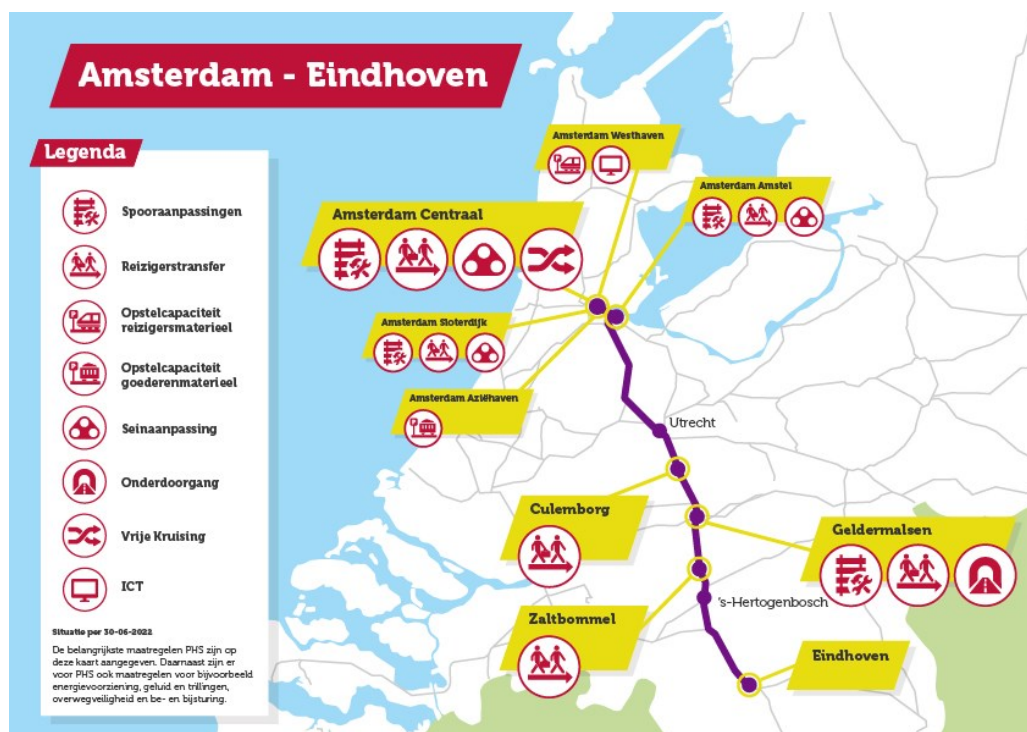 Amsterdam - Eindhoven
Legenda
Spooraanpassingen
Reizigerstransfer
Opstelcapaciteit
reizigersmaterieel
Opstelcapaciteit
goederenmaterieel
Seinaanpassing
Onderdoorgang
Vrije Kruising
ICT
Situatie per 30-06-2022
De belangrijkste maatregelen PHS zijn op
deze kaart aangegeven. Daarnaast zijn er
voor PHS ook maatregelen voor bijvoorbeeld
energievoorziening, geluid en trillingen,
overwegveiligheid en be- en bijsturing.
Amsterdam Westhaven
Amsterdam Amstel
Amsterdam Centraal
Amsterdam Sloterdijk
Amsterdam Aziëhaven
Utrecht
Culemborg
Geldermalsen
Zaltbommel
's-Hertogenbosch
Eindhoven